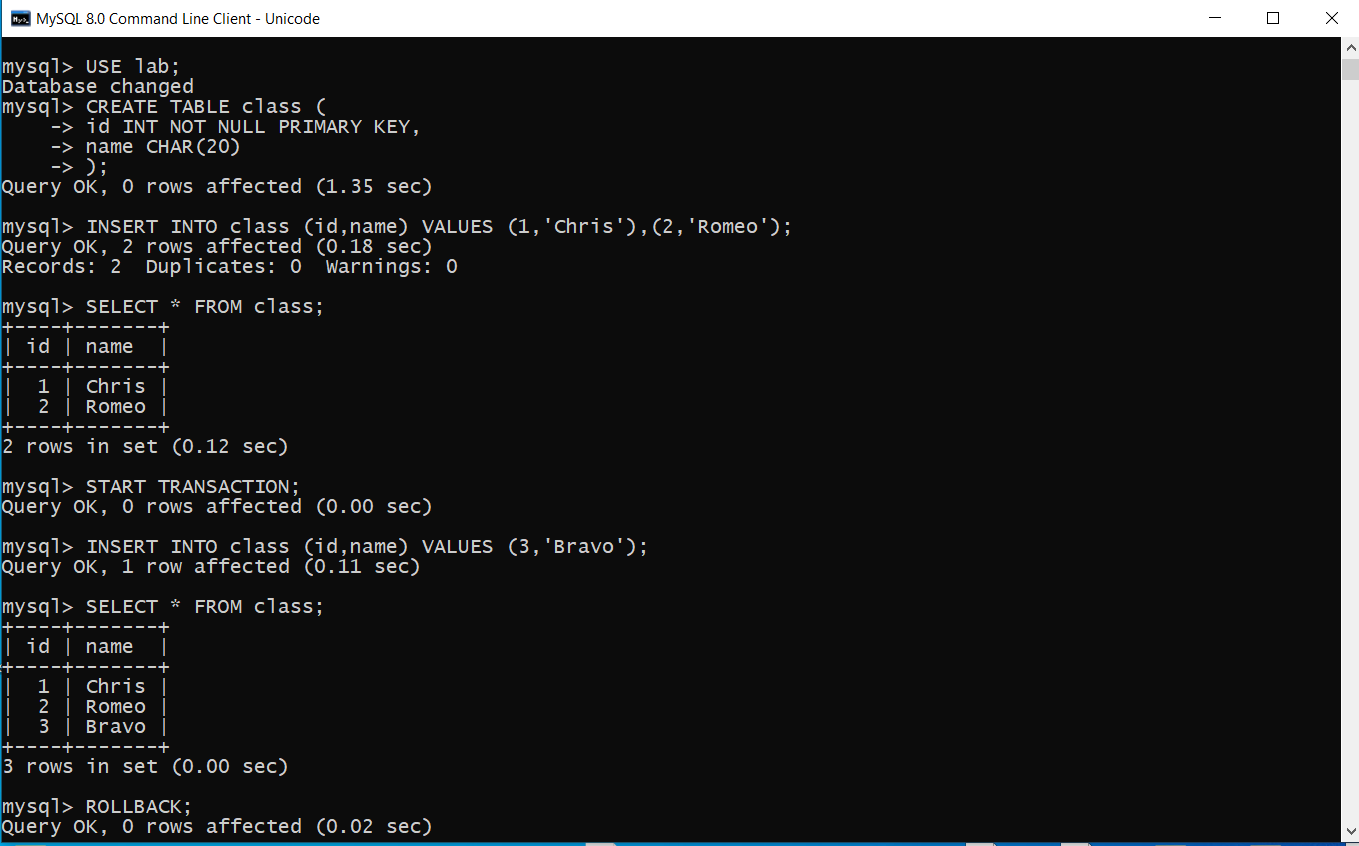 MySQL 8.0 Command Line Client - Unicode
mysql> USE lab;
Database changed
mysql> CREATE TABLE class (
    -> id INT NOT NULL PRIMARY KEY,
    -> name CHAR(20)
    -> );
Query OK, 0 rows affected (1.35 sec)

mysql> INSERT INTO class (id,name) VALUES (1,'Chris'),(2,'Romeo');
Query OK, 2 rows affected (0.18 sec)
Records: 2  Duplicates: 0  Warnings: 0

mysql> SELECT * FROM class;
+----+-------+
| id | name  |
+----+-------+
|  1 | Chris |
|  2 | Romeo |
+----+-------+
2 rows in set (0.12 sec)

mysql> START TRANSACTION;
Query OK, 0 rows affected (0.00 sec)

mysql> INSERT INTO class (id,name) VALUES (3,'Bravo');
Query OK, 1 row affected (0.11 sec)

mysql> SELECT * FROM class;
+----+-------+
| id | name  |
+----+-------+
|  1 | Chris |
|  2 | Romeo |
|  3 | Bravo |
+----+-------+
3 rows in set (0.00 sec)

mysql> ROLLBACK;
Query OK, 0 rows affected (0.02 sec)